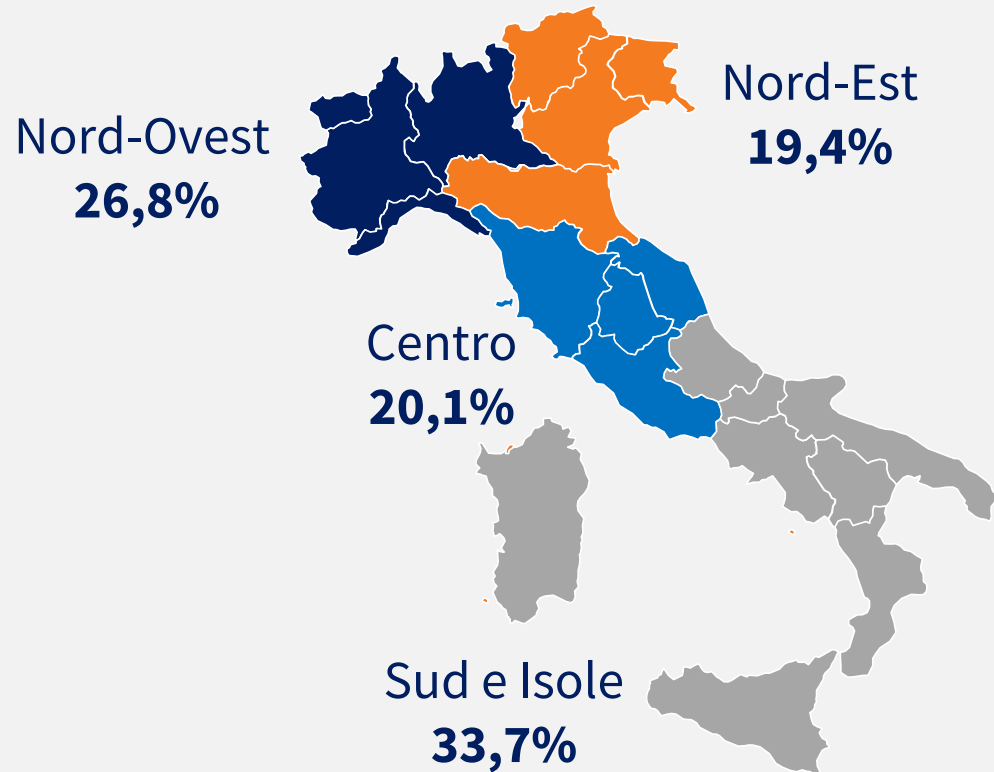 Nord-Ovest
26,8%
Nord-Est
19,4%
Centro
20,1%
Sud e Isole
33,7%